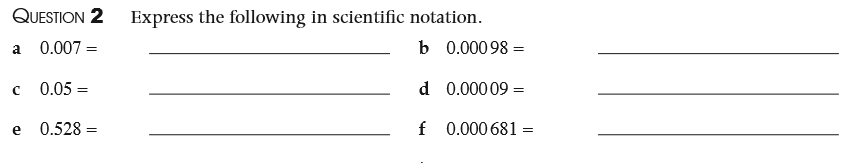 QUESTION 2 Express the following in scientific notation.
a 0.007 = b 0.000 98 =
c 0.05 = d 0.000 09 =
e 0.528 = f 0.000 681 =